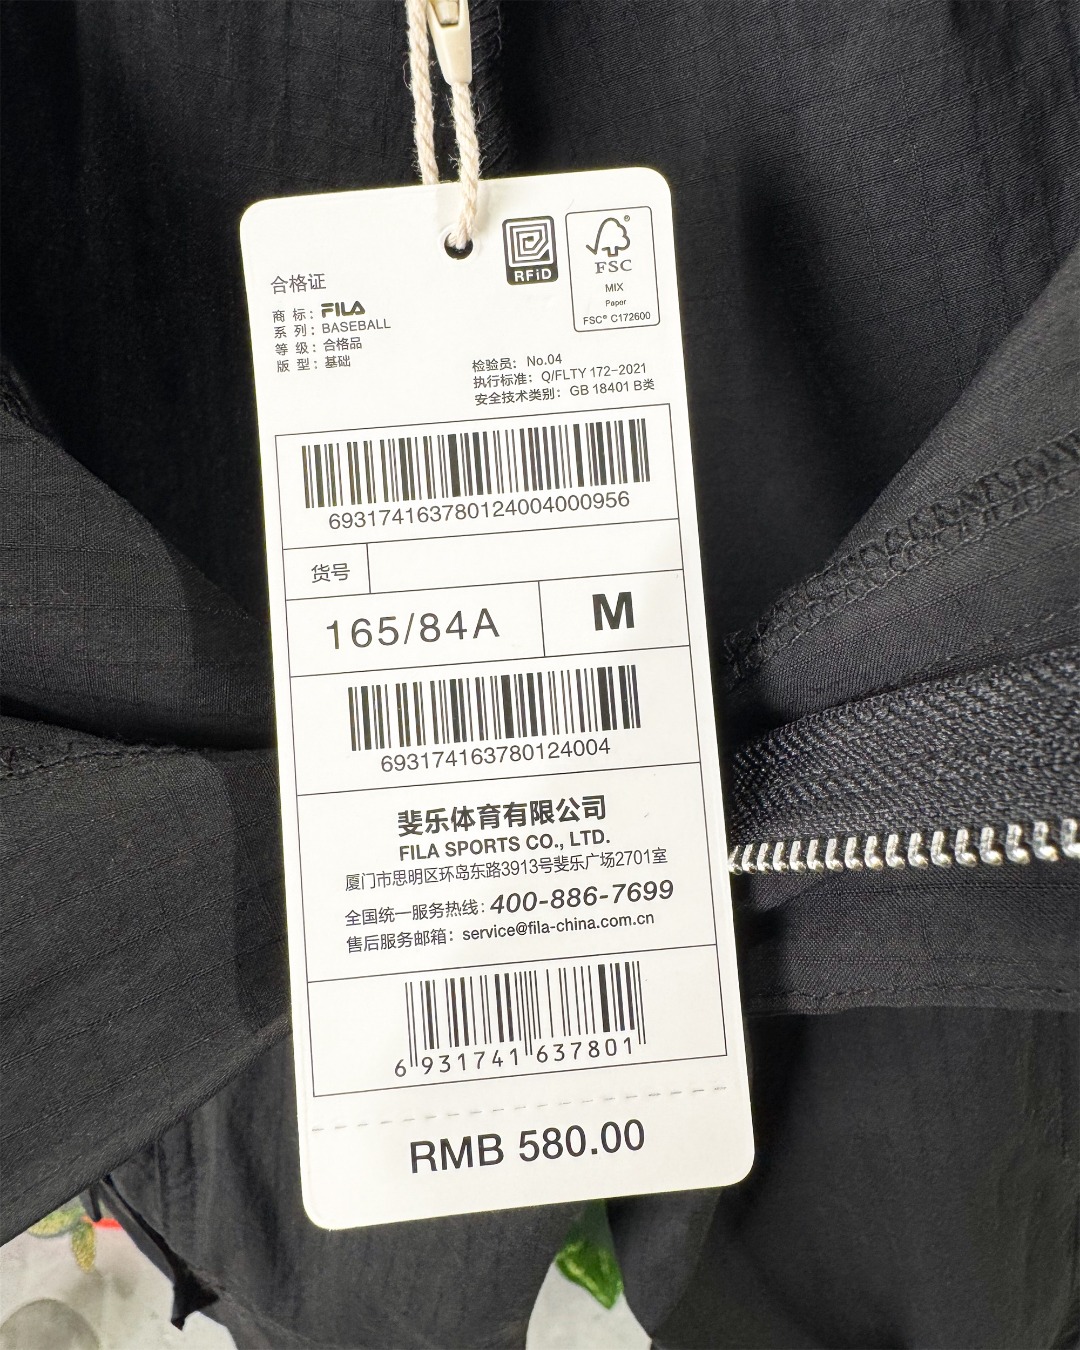 RFiD
FSC®
MIX
Paper
FSC® C172600
合格证
商 标：FILA
系 列：BASEBALL
等 级：合格品
版 型：基础
检验员： No.04
执行标准： Q/FLTY 172-2021
安全技术类别： GB 18401 B类
693174163780124004000956
货号
165/84A
M
693174163780124004
斐乐体育有限公司
FILA SPORTS CO., LTD.
厦门市思明区环岛东路3913号斐乐广场2701室
全国统一服务热线：400-886-7699
售后服务邮箱：service@fila-china.com.cn
6 931741 637801
RMB 580.00